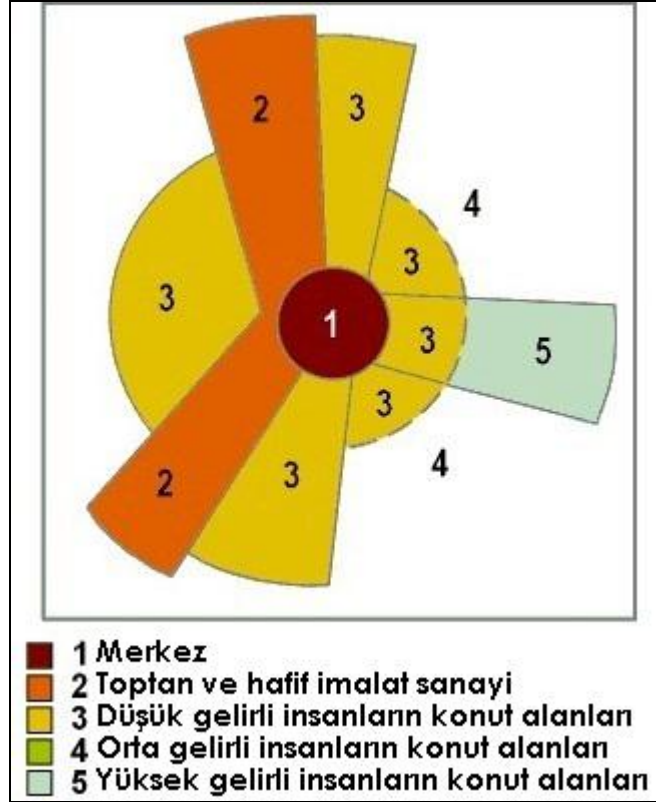 2
3
4
3
3
1
3
5
3
4
3
2
1 Merkez
2 Toptan ve hafif imalat sanayi
3 Düşük gelirli insanların konut alanları
4 Orta gelirli insanların konut alanları
5 Yüksek gelirli insanların konut alanları